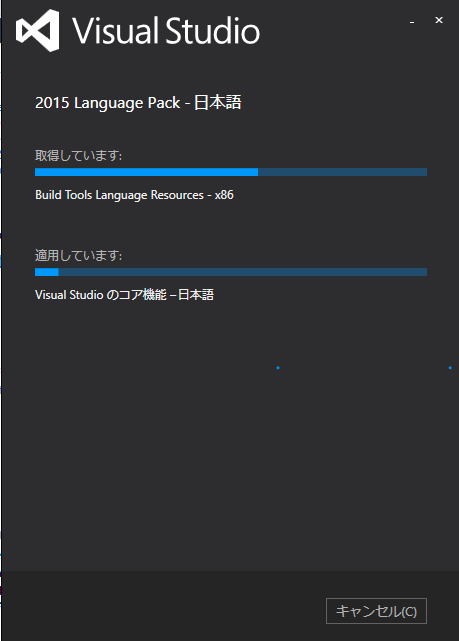 Visual Studio
2015 Language Pack - 日本語
取得しています:
Build Tools Language Resources - x86
適用しています:
Visual Studio のコア機能 – 日本語
キャンセル(C)